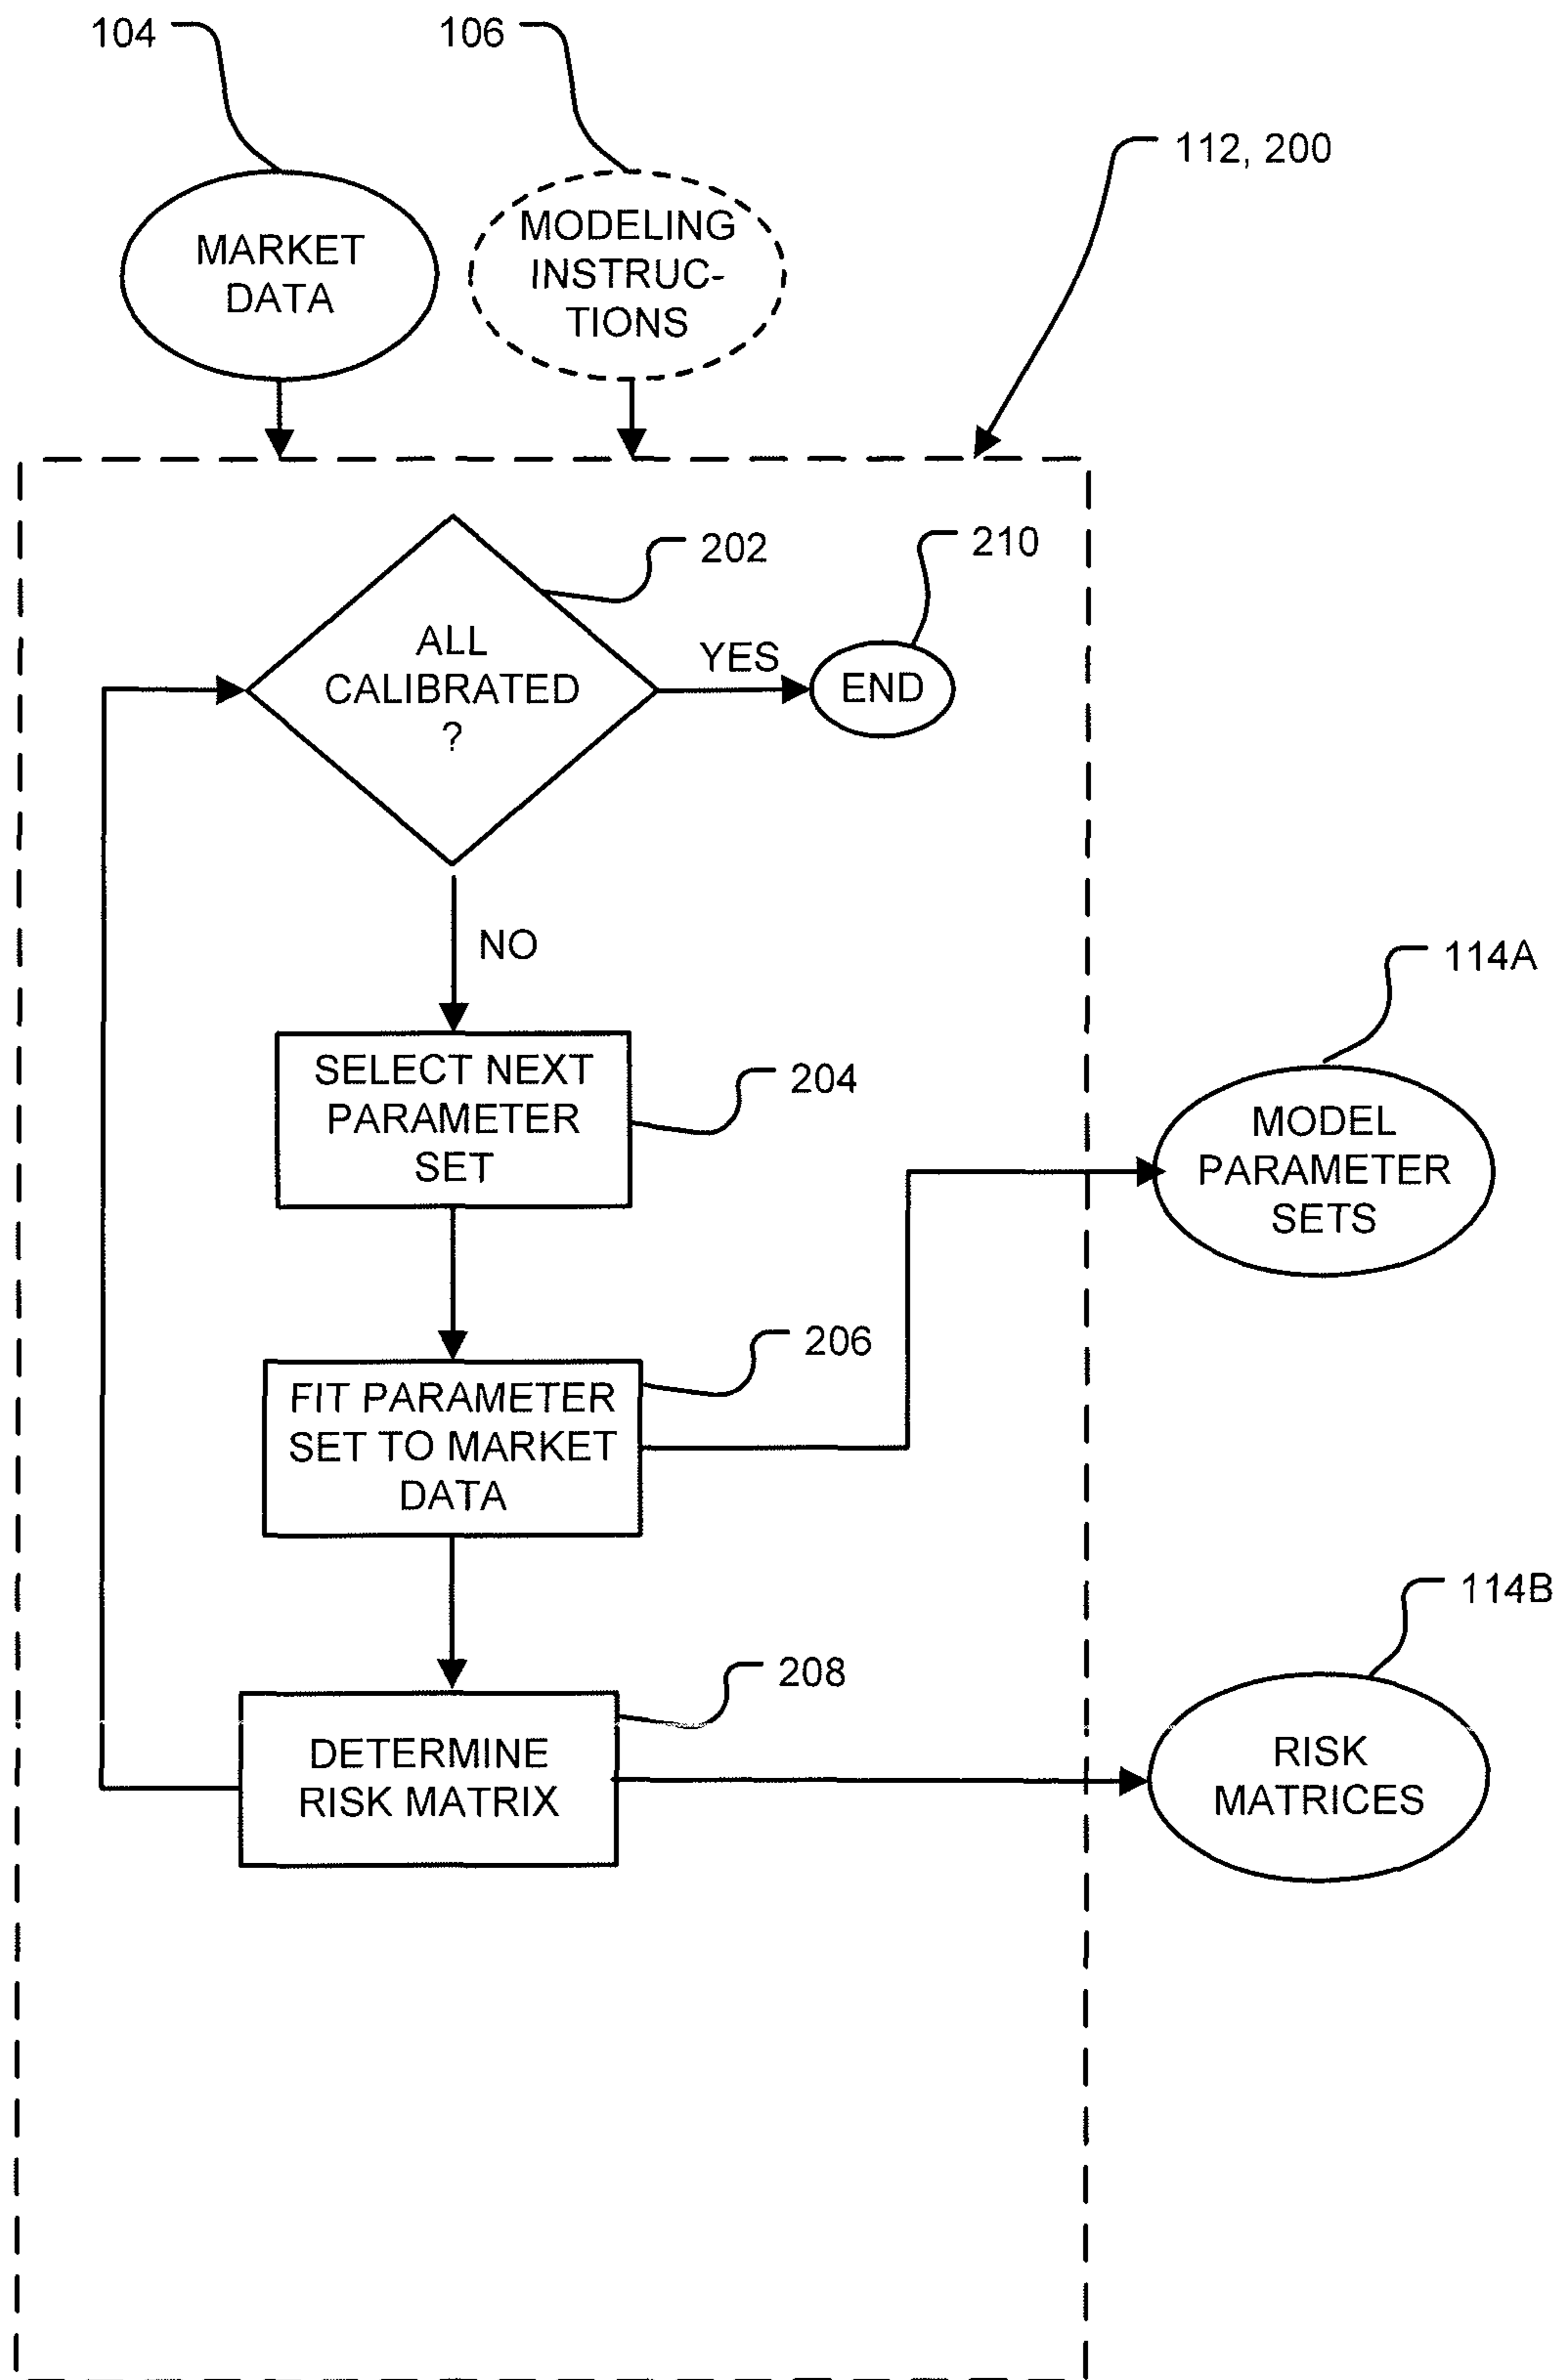 104
106
112, 200
MARKET
DATA
MODELING
INSTRUC-
TIONS
202
210
ALL
CALIBRATED
?
YES
END
NO
114A
SELECT NEXT
PARAMETER
SET
204
MODEL
PARAMETER
SETS
206
FIT PARAMETER
SET TO MARKET
DATA
114B
208
DETERMINE
RISK MATRIX
RISK
MATRICES